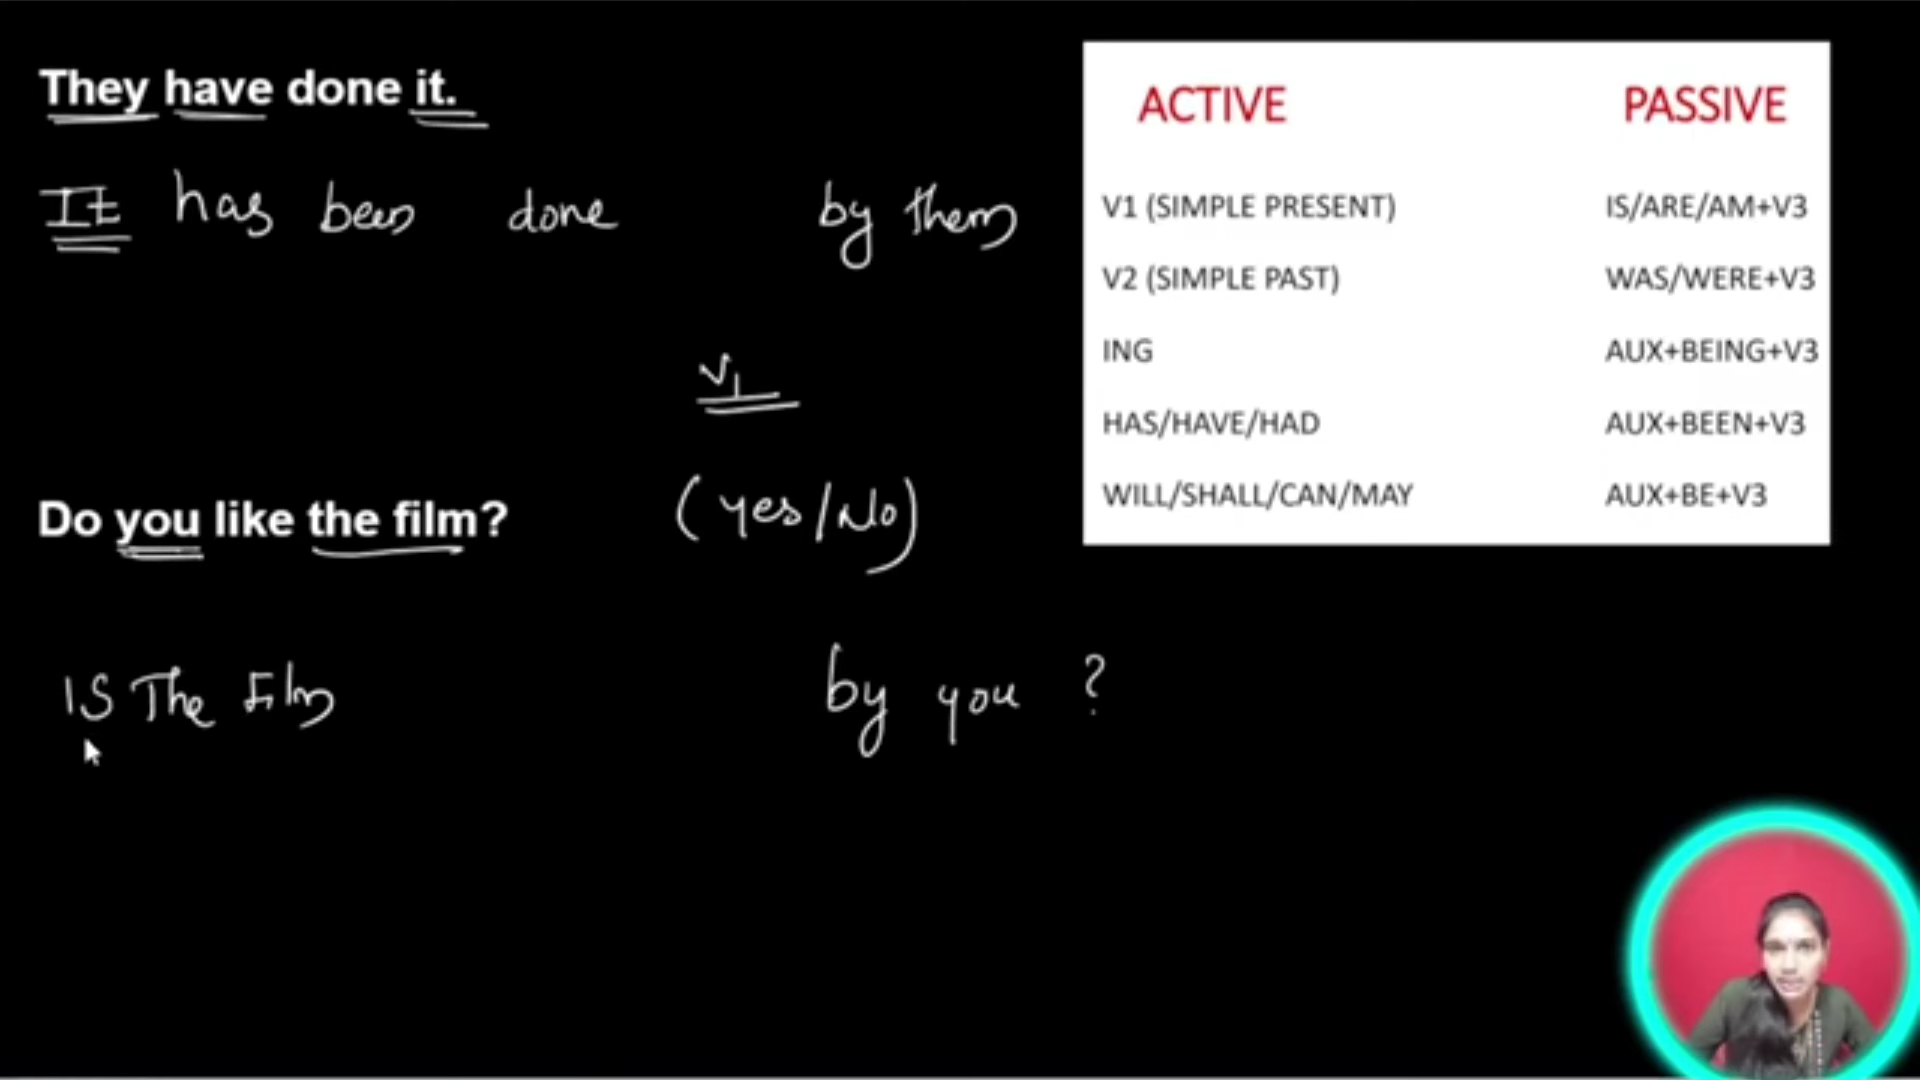 They have done it.
It has been done by them
V1
Do you like the film? (yes/No)
IS The Film by you ?
ACTIVE PASSIVE
V1 (SIMPLE PRESENT) IS/ARE/AM+V3
V2 (SIMPLE PAST) WAS/WERE+V3
ING AUX+BEING+V3
HAS/HAVE/HAD AUX+BEEN+V3
WILL/SHALL/CAN/MAY AUX+BE+V3